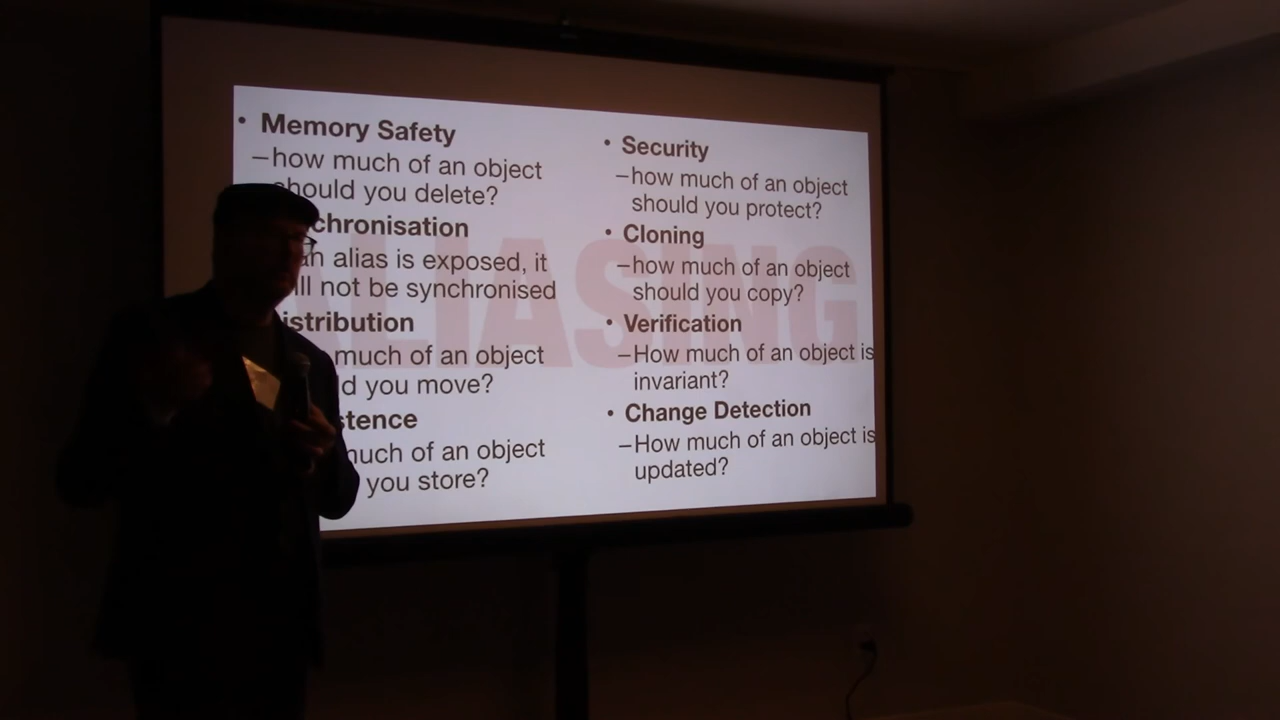 • Memory Safety
–how much of an object
should you delete?
chronisation
an alias is exposed, it
ll not be synchronised
istribution
much of an object
d you move?
stence
much of an object
you store?
• Security
–how much of an object
should you protect?
• Cloning
–how much of an object
should you copy?
• Verification
–How much of an object is
invariant?
• Change Detection
–How much of an object is
updated?
ALIASING